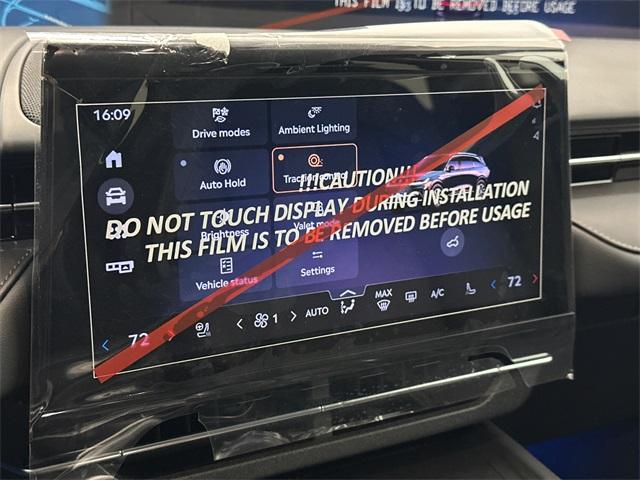 THIS FILM IS TO BE REMOVED BEFORE USAGE
16:09
Drive modes
Ambient Lighting
Auto Hold
Traction control
!!!CAUTION!!!
DO NOT TOUCH DISPLAY DURING INSTALLATION
THIS FILM IS TO BE REMOVED BEFORE USAGE
Brightness
Valet mode
Vehicle status
Settings
72
1
AUTO
MAX
A/C
72